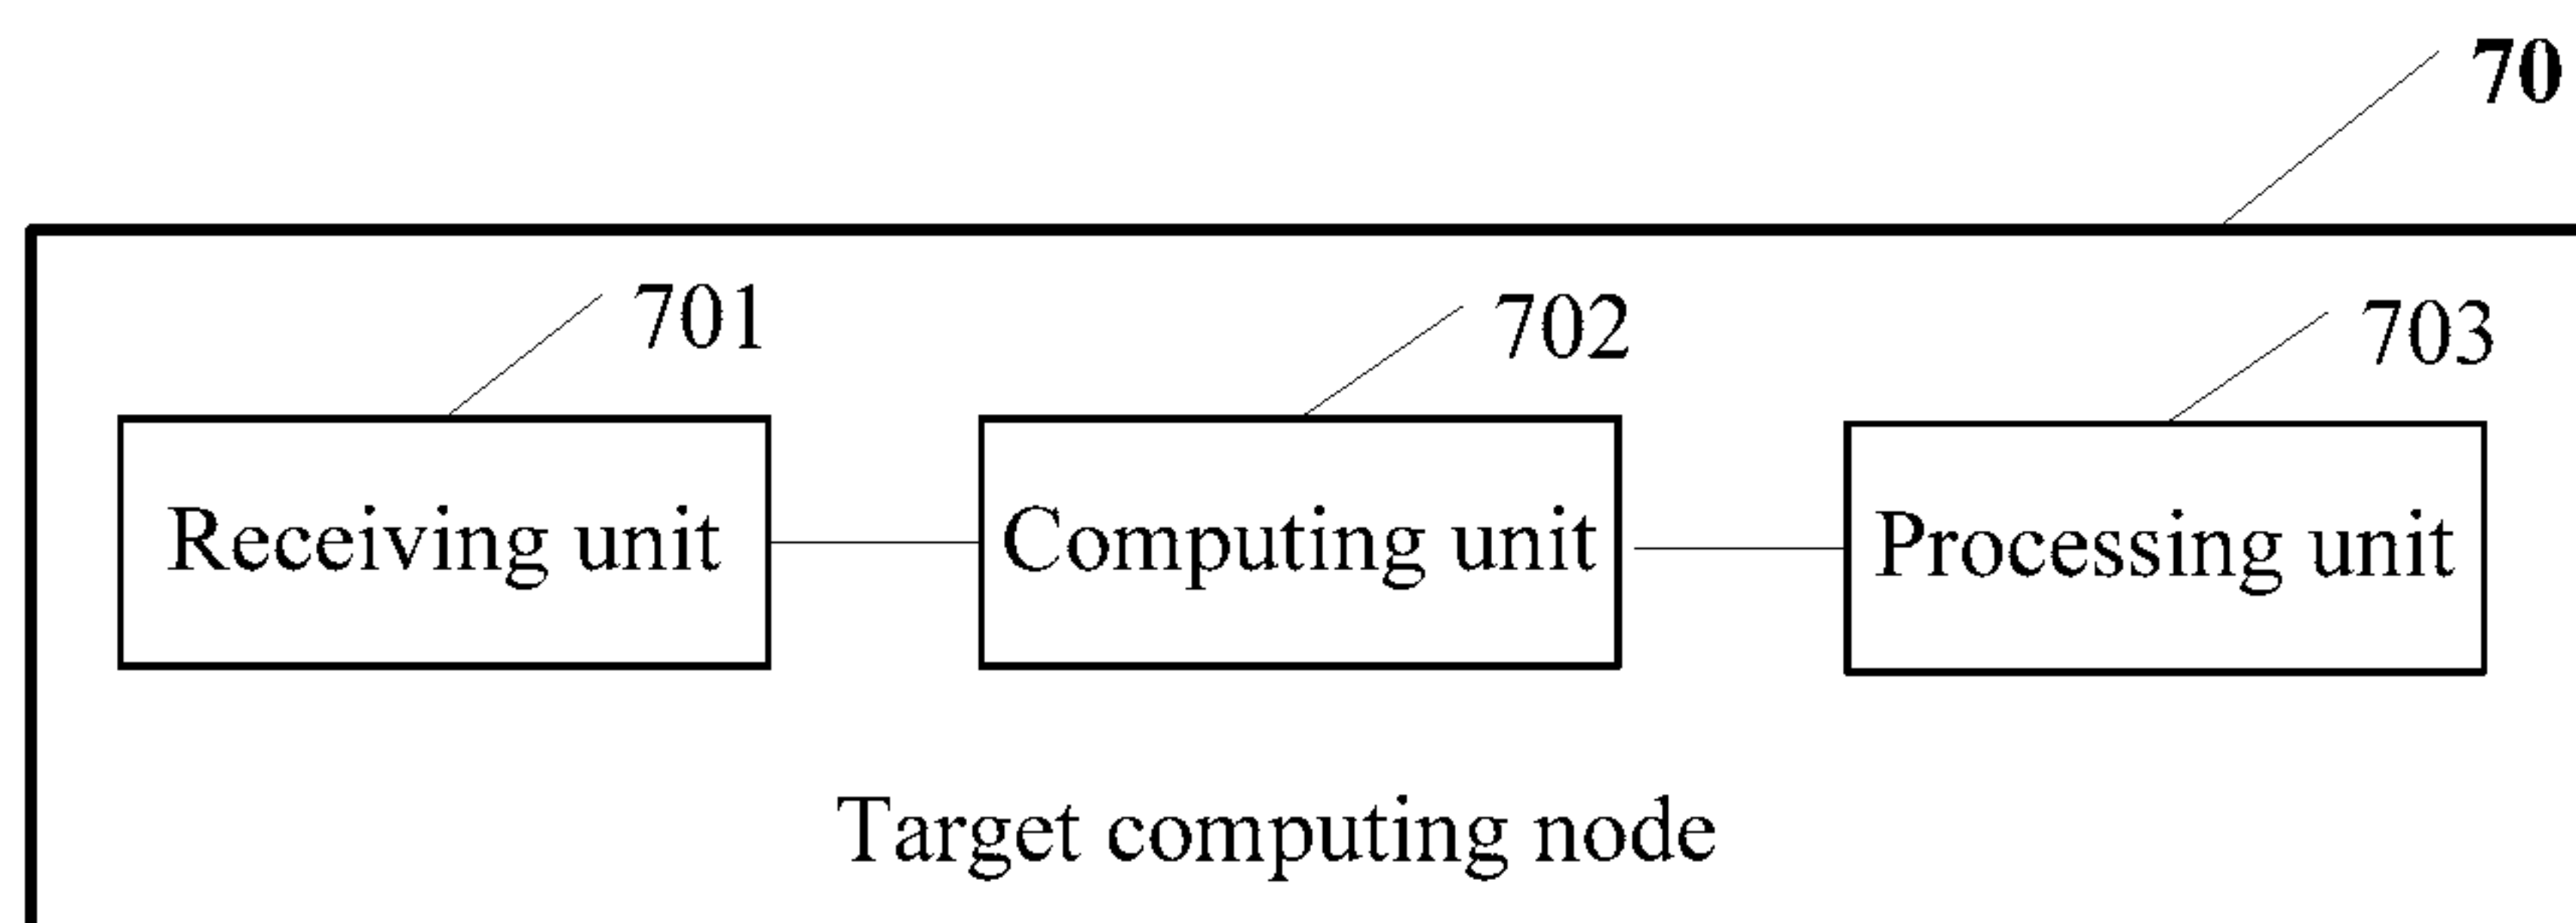 70
701
702
703
Receiving unit
Computing unit
Processing unit
Target computing node